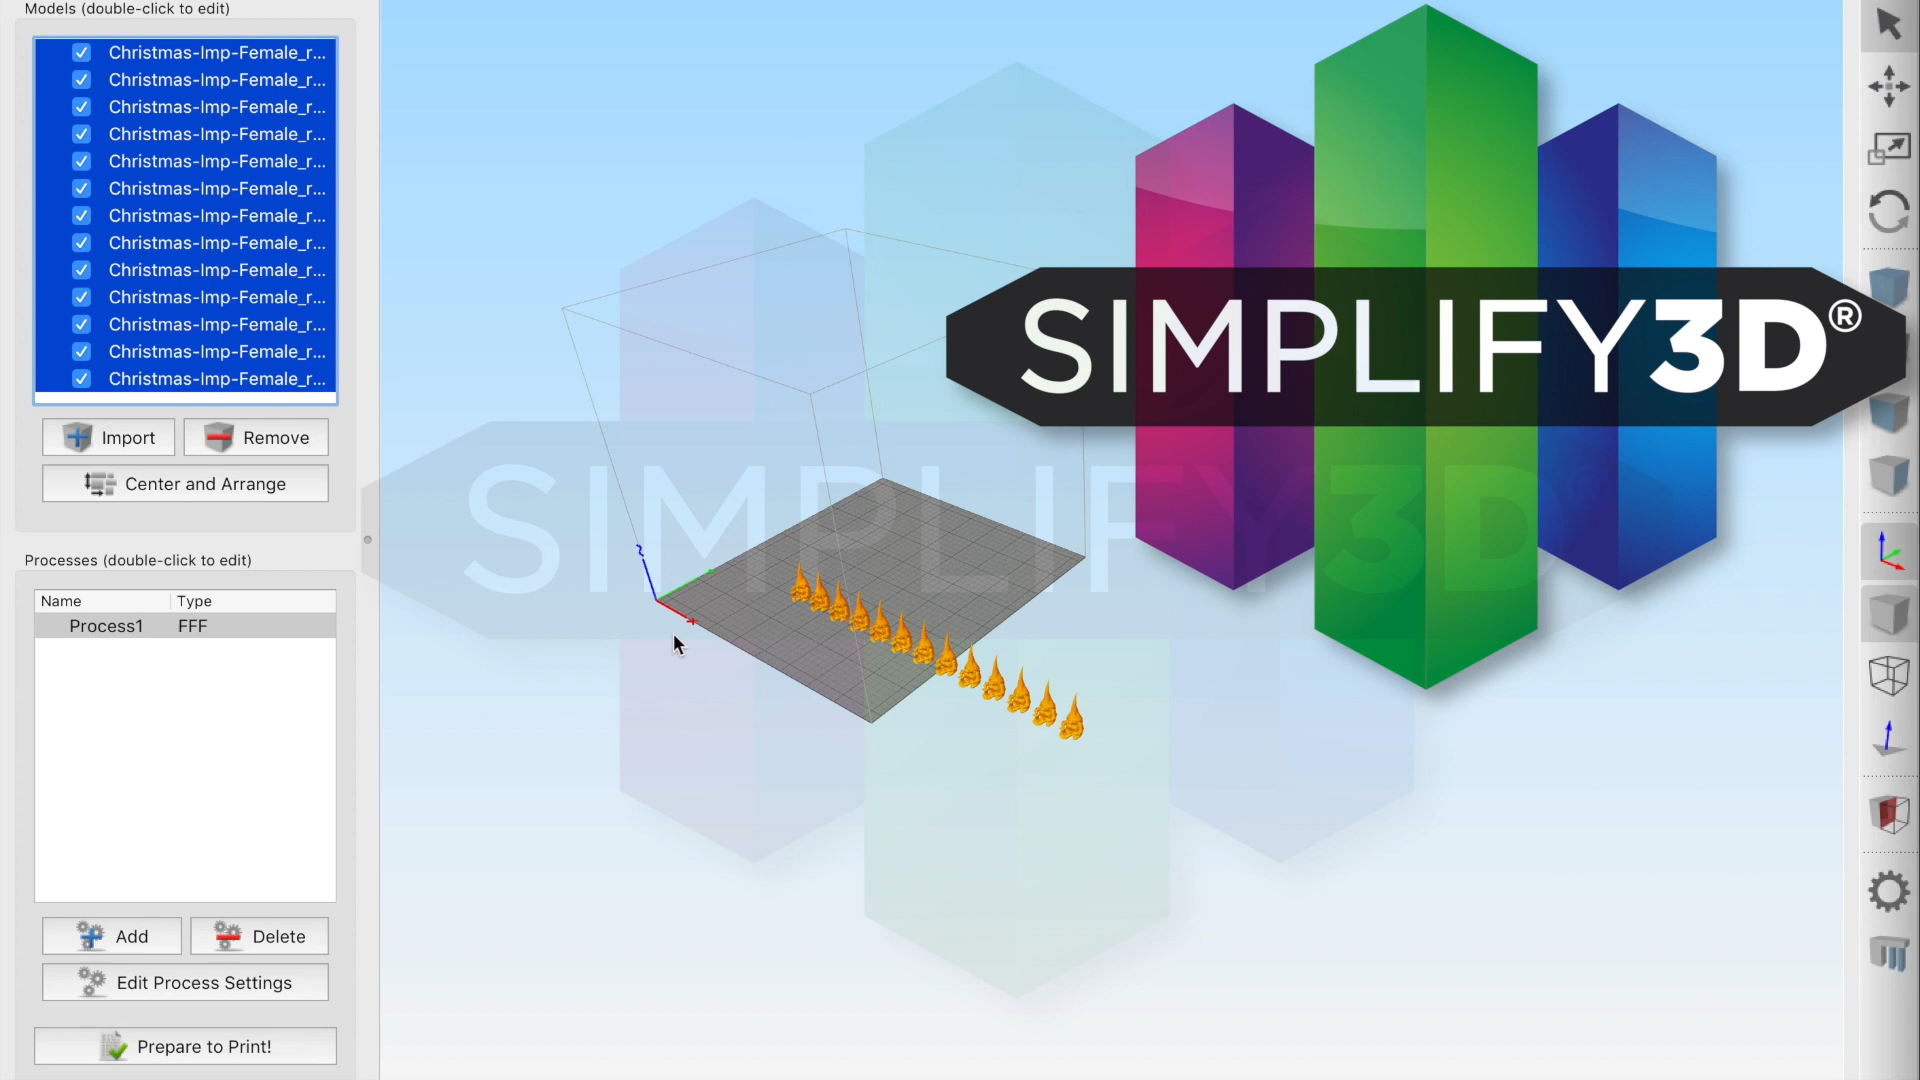 Models (double-click to edit)
Christmas-Imp-Female_r...
Christmas-Imp-Female_r...
Christmas-Imp-Female_r...
Christmas-Imp-Female_r...
Christmas-Imp-Female_r...
Christmas-Imp-Female_r...
Christmas-Imp-Female_r...
Christmas-Imp-Female_r...
Christmas-Imp-Female_r...
Christmas-Imp-Female_r...
Christmas-Imp-Female_r...
Christmas-Imp-Female_r...
Christmas-Imp-Female_r...
Import Remove
Center and Arrange
Processes (double-click to edit)
Name Type
Process1 FFF
Add Delete
Edit Process Settings
Prepare to Print!
SIMPLIFY3D®
SIMPLIFY3D®